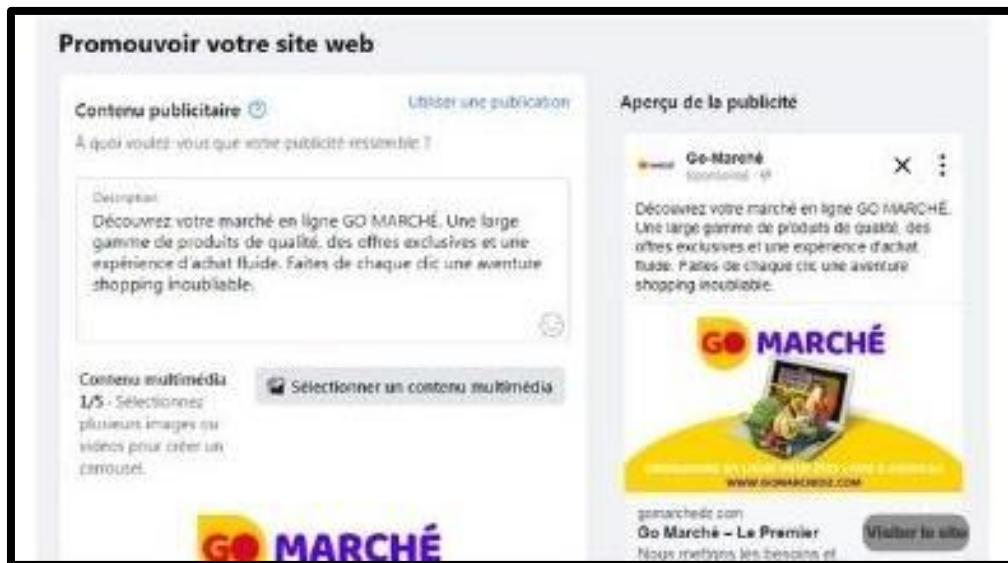 Promouvoir votre site web
Contenu publicitaire
Utiliser une publication
À quoi voulez-vous que votre publicité ressemble ?
Description
Découvrez votre marché en ligne GO MARCHÉ. Une large
gamme de produits de qualité, des offres exclusives et une
expérience d'achat fluide. Faites de chaque clic une aventure
shopping inoubliable.
Contenu multimédia
1/5 - Sélectionnez
plusieurs images ou
vidéos pour créer un
carrousel.
Sélectionner un contenu multimédia
GO MARCHÉ
Aperçu de la publicité
Go-Marché
Sponsorisé
Découvrez votre marché en ligne GO MARCHÉ.
Une large gamme de produits de qualité, des
offres exclusives et une expérience d'achat
fluide. Faites de chaque clic une aventure
shopping inoubliable.
GO MARCHÉ
WWW.GOMARCHEDZ.COM
gomarchedz.com
Go Marché – Le Premier
Nous mettons les besoins et
Visiter le site